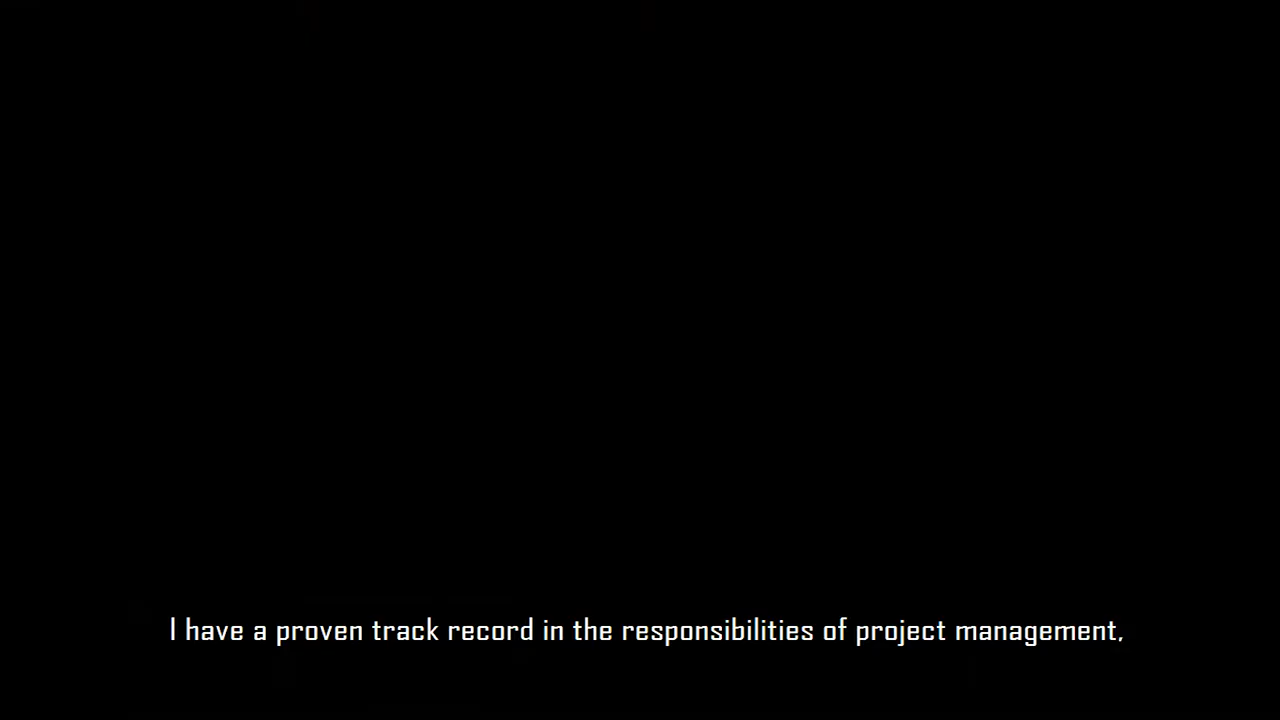 I have a proven track record in the responsibilities of project management,